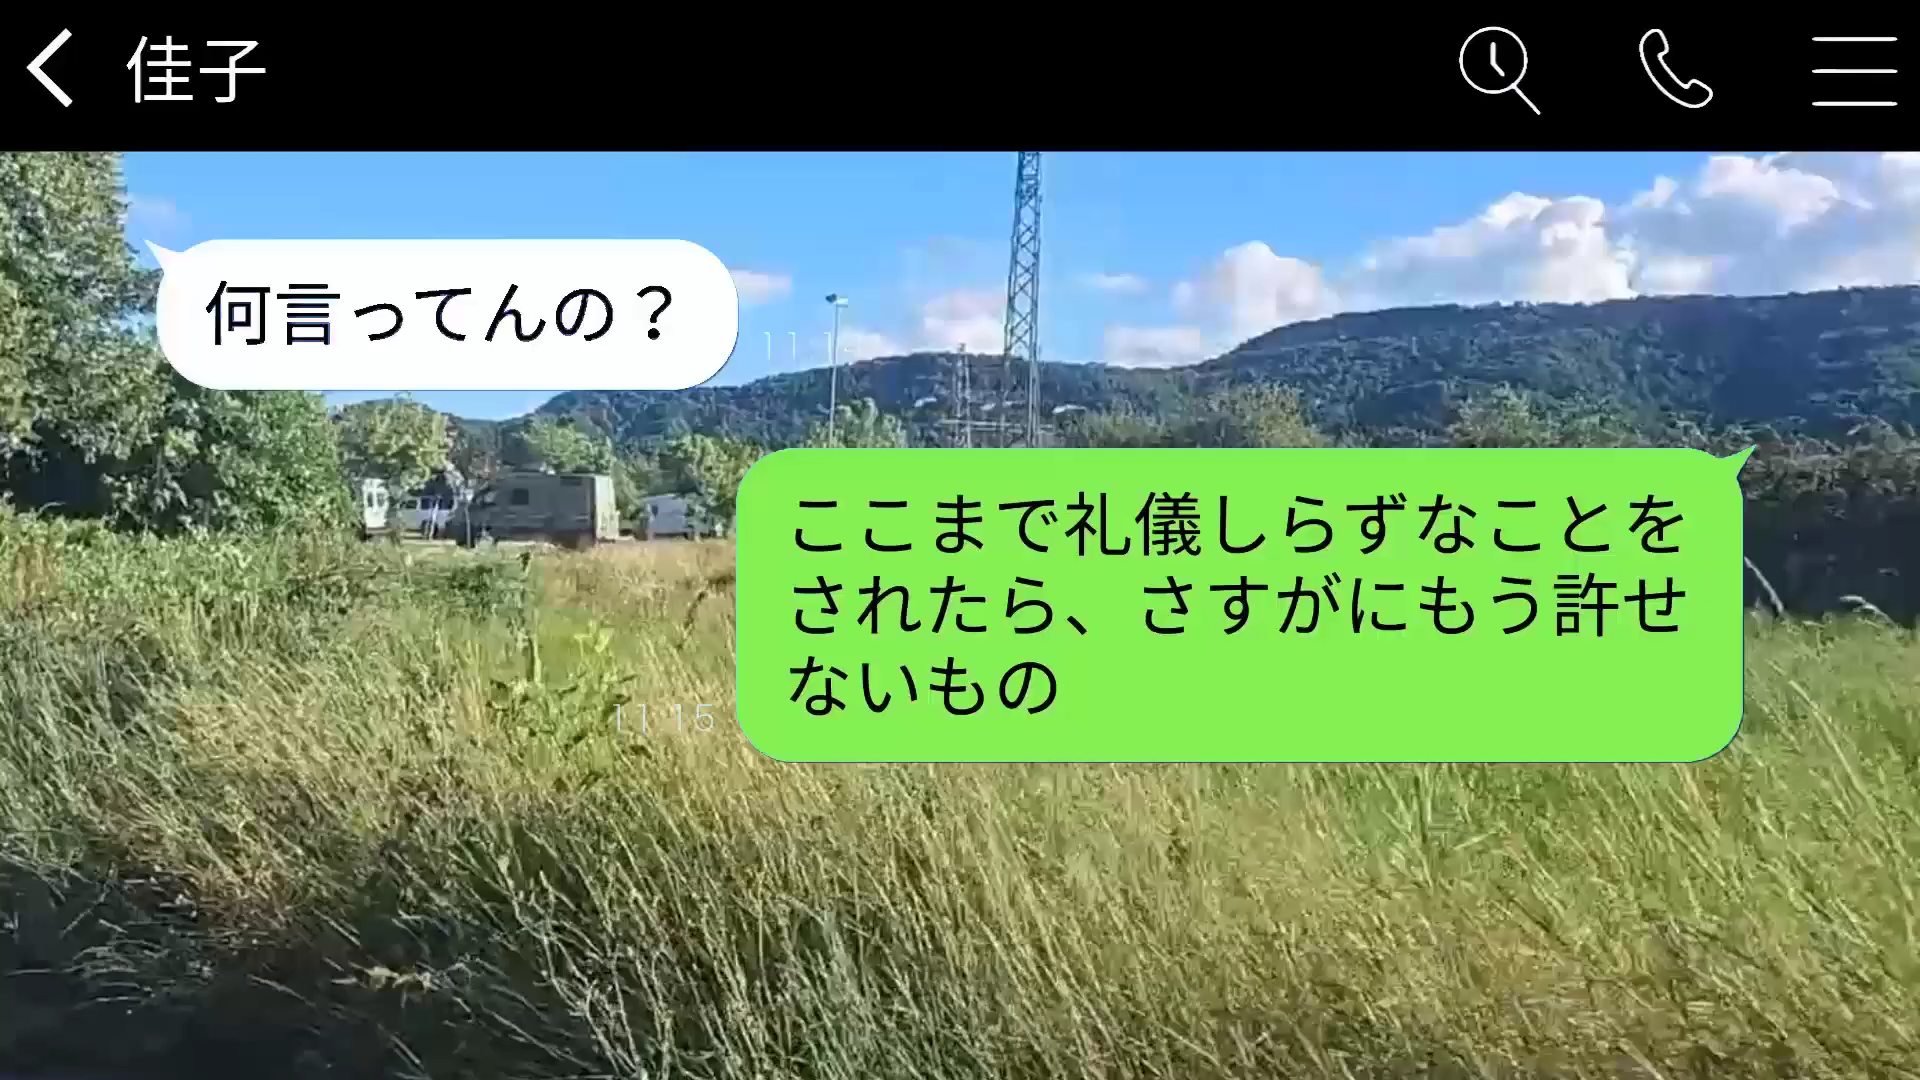 佳子
何言ってんの？
ここまで礼儀しらずなことを
されたら、さすがにもう許せ
ないもの
11:15